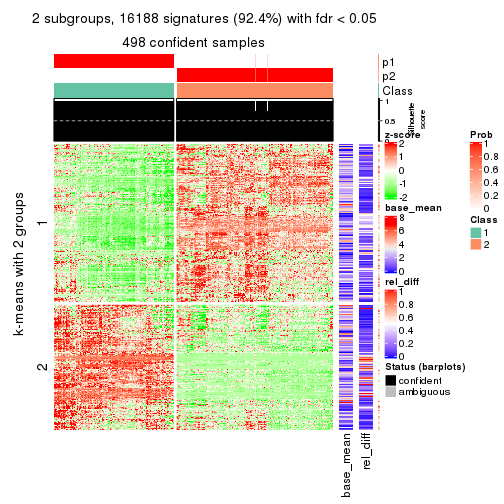 2 subgroups, 16188 signatures (92.4%) with fdr < 0.05
498 confident samples
p1
p2
Class
1
0.5
0
Silhouette
score
k-means with 2 groups
1
2
z-score
2
1
0
-1
-2
base_mean
8
6
4
2
0
rel_diff
1
0.8
0.6
0.4
0.2
0
Status (barplots)
confident
ambiguous
Prob
1
0.8
0.6
0.4
0.2
0
Class
1
2
base_mean
rel_diff